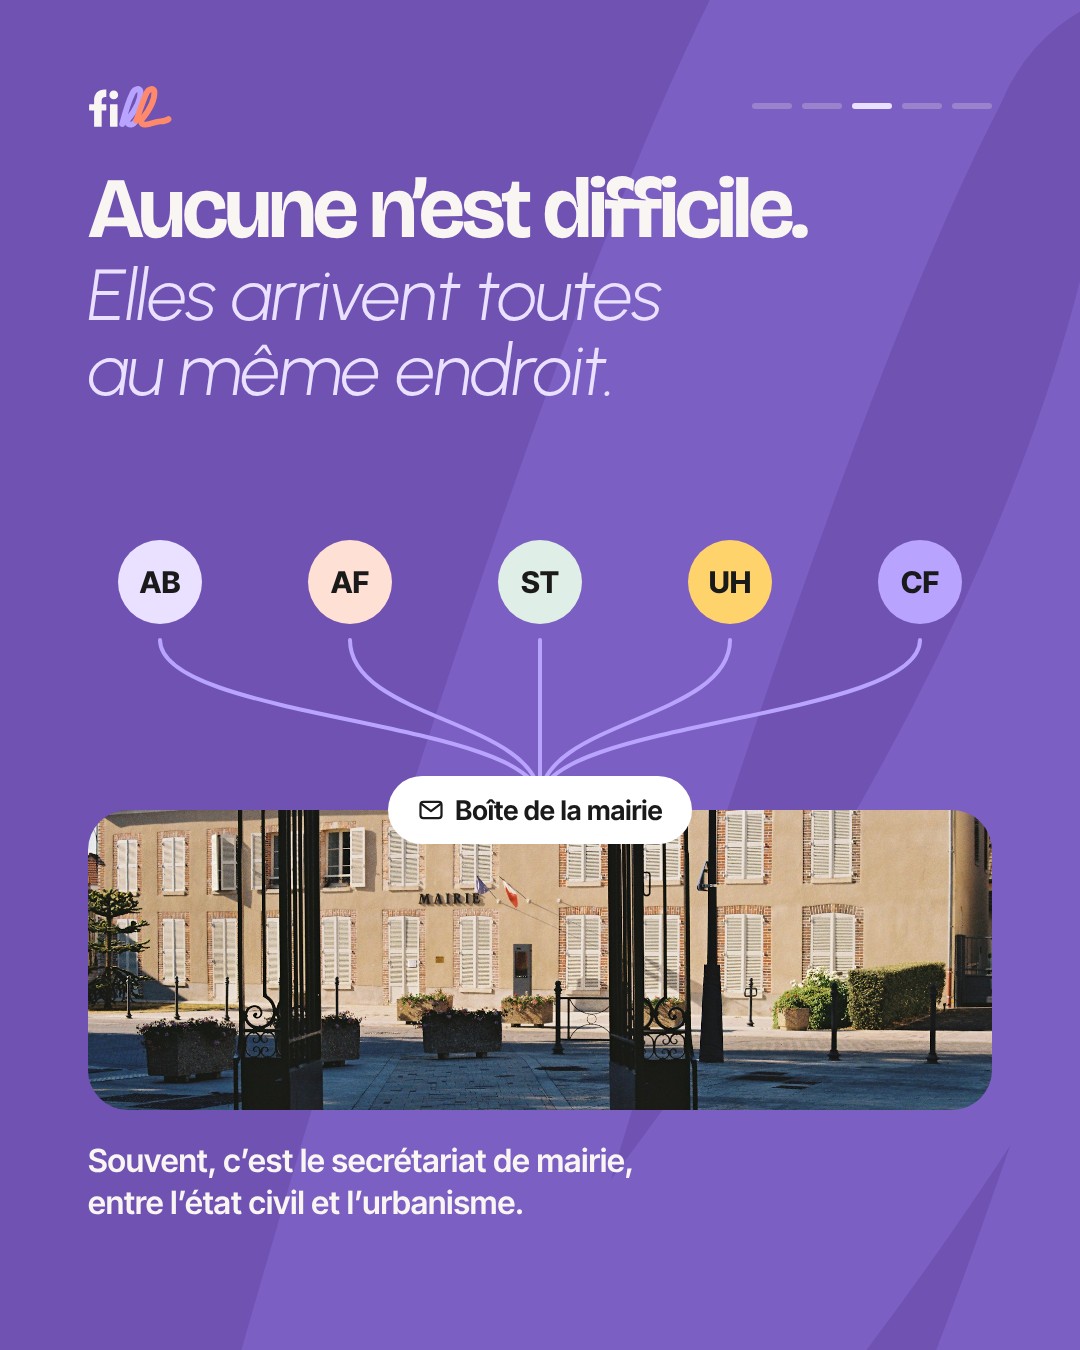 fill
Aucune n’est difficile.
Elles arrivent toutes
au même endroit.
AB AF ST UH CF
Boîte de la mairie
MAIRIE
Souvent, c’est le secrétariat de mairie,
entre l’état civil et l’urbanisme.